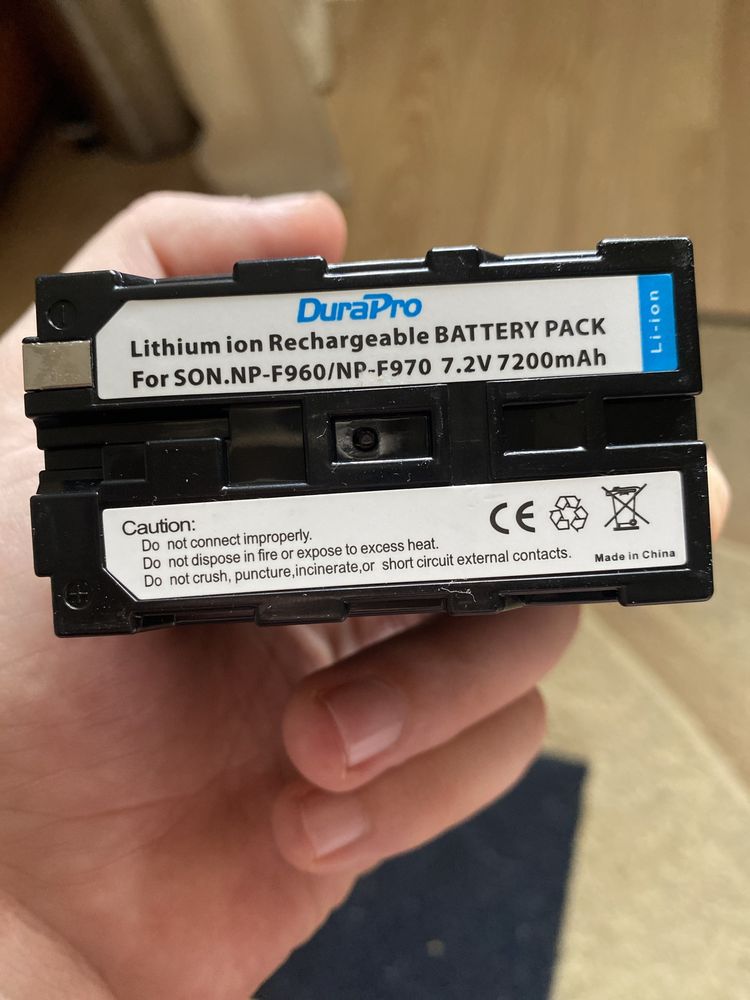 DuraPro
Lithium ion Rechargeable BATTERY PACK
For SON.NP-F960/NP-F970 7.2V 7200mAh
Li-ion
Caution:
Do not connect improperly.
Do not dispose in fire or expose to excess heat.
Do not crush, puncture,incinerate,or short circuit external contacts.
CE
Made in China